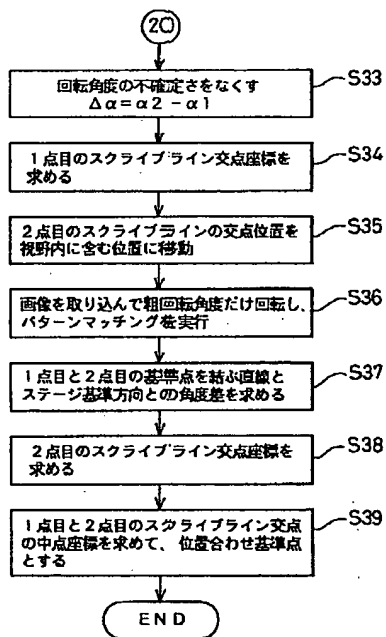 20
回転角度の不確定さをなくす
Δα=α2-α1
S33
1点目のスクライブライン交点座標を
求める
S34
2点目のスクライブラインの交点位置を
視野内に含む位置に移動
S35
画像を取り込んで粗回転角度だけ回転し、
パターンマッチングを実行
S36
1点目と2点目の基準点を結ぶ直線と
ステージ基準方向との角度差を求める
S37
2点目のスクライブライン交点座標を
求める
S38
1点目と2点目のスクライブライン交点
の中点座標を求めて、位置合わせ基準点
とする
S39
END